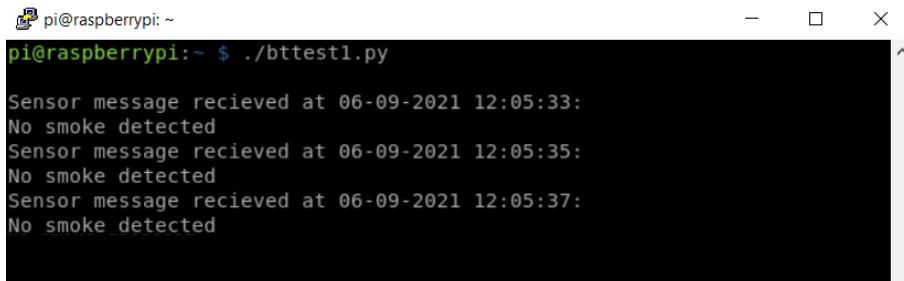 pi@raspberrypi: ~
pi@raspberrypi:~ $ ./bttest1.py
Sensor message recieved at 06-09-2021 12:05:33:
No smoke detected
Sensor message recieved at 06-09-2021 12:05:35:
No smoke detected
Sensor message recieved at 06-09-2021 12:05:37:
No smoke detected